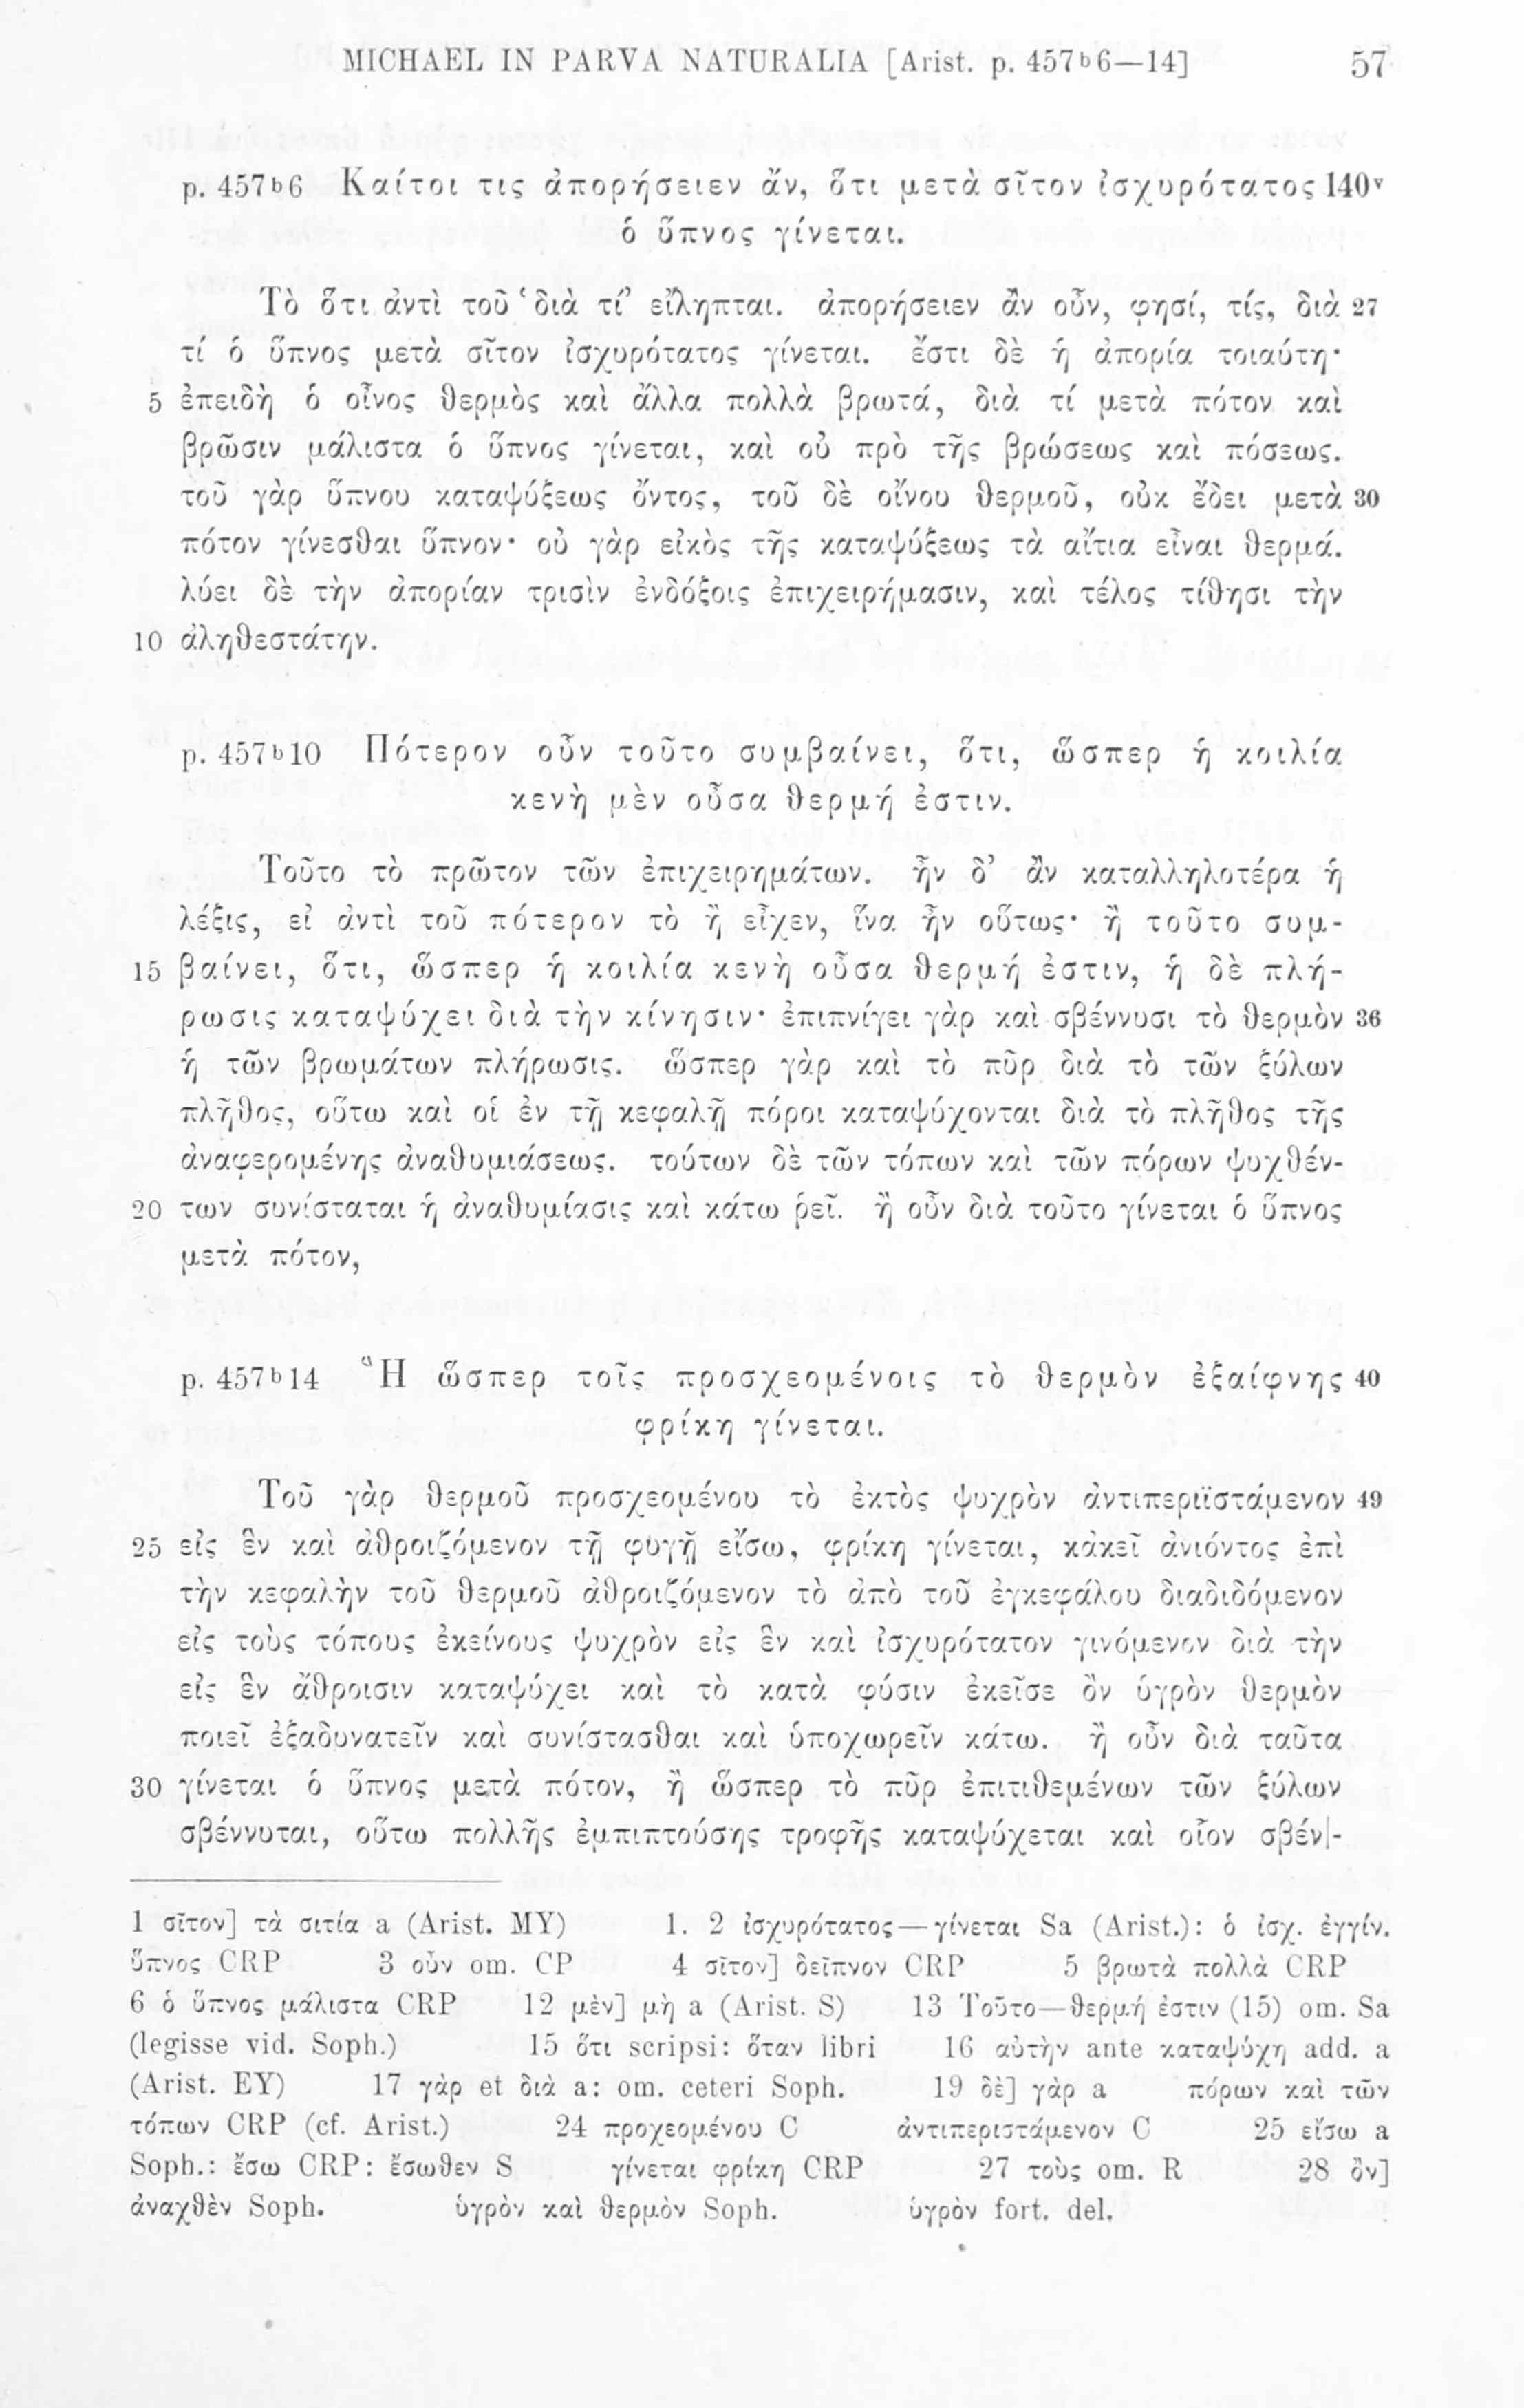 MICHAEL IN PARVA NATURALIA [Arist. p. 457b6—14] 57
p. 457b6 Καίτοι τις ἀπορήσειεν ἄν, ὅτι μετὰ σῖτον ἰσχυρότατος 140v
ὁ ὕπνος γίνεται.
Τὸ ὅτι ἀντὶ τοῦ ‘διὰ τί’ εἴληπται. ἀπορήσειεν ἂν οὖν, φησί, τίς, διὰ 27
τί ὁ ὕπνος μετὰ σῖτον ἰσχυρότατος γίνεται. ἔστι δὲ ἡ ἀπορία τοιαύτη·
5 ἐπειδὴ ὁ οἶνος θερμὸς καὶ ἄλλα πολλὰ βρωτά, διὰ τί μετὰ πότον καὶ
βρῶσιν μάλιστα ὁ ὕπνος γίνεται, καὶ οὐ πρὸ τῆς βρώσεως καὶ πόσεως.
τοῦ γὰρ ὕπνου καταψύξεως ὄντος, τοῦ δὲ οἴνου θερμοῦ, οὐκ ἔδει μετὰ 30
πότον γίνεσθαι ὕπνον· οὐ γὰρ εἰκὸς τῆς καταψύξεως τὰ αἴτια εἶναι θερμά.
λύει δὲ τὴν ἀπορίαν τρισὶν ἐνδόξοις ἐπιχειρήμασιν, καὶ τέλος τίθησι τὴν
10 ἀληθεστάτην.
p. 457b10 Πότερον οὖν τοῦτο συμβαίνει, ὅτι, ὥσπερ ἡ κοιλία
κενὴ μὲν οὖσα θερμή ἐστιν.
Τοῦτο τὸ πρῶτον τῶν ἐπιχειρημάτων. ἦν δ’ ἂν καταλληλοτέρα ἡ
λέξις, εἰ ἀντὶ τοῦ πότερον τὸ ἢ εἶχεν, ἵνα ἦν οὕτως· ἢ τοῦτο συμ-
15 βαίνει, ὅτι, ὥσπερ ἡ κοιλία κενὴ οὖσα θερμή ἐστιν, ἡ δὲ πλή-
ρωσις καταψύχει διὰ τὴν κίνησιν· ἐπιπνίγει γὰρ καὶ σβέννυσι τὸ θερμὸν 36
ἡ τῶν βρωμάτων πλήρωσις. ὥσπερ γὰρ καὶ τὸ πῦρ διὰ τὸ τῶν ξύλων
πλῆθος, οὕτω καὶ οἱ ἐν τῇ κεφαλῇ πόροι καταψύχονται διὰ τὸ πλῆθος τῆς
ἀναφερομένης ἀναθυμιάσεως. τούτων δὲ τῶν τόπων καὶ τῶν πόρων ψυχθέν-
20 των συνίσταται ἡ ἀναθυμίασις καὶ κάτω ῥεῖ. ἢ οὖν διὰ τοῦτο γίνεται ὁ ὕπνος
μετὰ πότον,
p. 457b14 Ἢ ὥσπερ τοῖς προσχεομένοις τὸ θερμὸν ἐξαίφνης 40
φρίκη γίνεται.
Τοῦ γὰρ θερμοῦ προσχεομένου τὸ ἐκτὸς ψυχρὸν ἀντιπεριϊστάμενον 49
25 εἰς ἓν καὶ ἀθροιζόμενον τῇ φυγῇ εἴσω, φρίκη γίνεται, κἀκεῖ ἀνιόντος ἐπὶ
τὴν κεφαλὴν τοῦ θερμοῦ ἀθροιζόμενον τὸ ἀπὸ τοῦ ἐγκεφάλου διαδιδόμενον
εἰς τοὺς τόπους ἐκείνους ψυχρὸν εἰς ἓν καὶ ἰσχυρότατον γινόμενον διὰ τὴν
εἰς ἓν ἄθροισιν καταψύχει καὶ τὸ κατὰ φύσιν ἐκεῖσε ὂν ὑγρὸν θερμὸν
ποιεῖ ἐξαδυνατεῖν καὶ συνίστασθαι καὶ ὑποχωρεῖν κάτω. ἢ οὖν διὰ ταῦτα
30 γίνεται ὁ ὕπνος μετὰ πότον, ἢ ὥσπερ τὸ πῦρ ἐπιτιθεμένων τῶν ξύλων
σβέννυται, οὕτω πολλῆς ἐμπιπτούσης τροφῆς καταψύχεται καὶ οἷον σβέν|-
1 σῖτον] τὰ σιτία a (Arist. MY) 1. 2 ἰσχυρότατος—γίνεται Sa (Arist.): ὁ ἰσχ. ἐγγίν.
ὕπνος CRP 3 οὖν om. CP 4 σῖτον] δεῖπνον CRP 5 βρωτὰ πολλὰ CRP
6 ὁ ὕπνος μάλιστα CRP 12 μὲν] μὴ a (Arist. S) 13 Τοῦτο—θερμή ἐστιν (15) om. Sa
(legisse vid. Soph.) 15 ὅτι scripsi: ὅταν libri 16 αὐτὴν ante καταψύχῃ add. a
(Arist. EY) 17 γὰρ et διὰ a: om. ceteri Soph. 19 δὲ] γὰρ a πόρων καὶ τῶν
τόπων CRP (cf. Arist.) 24 προχεομένου C ἀντιπεριστάμενον C 25 εἴσω a
Soph.: ἔσω CRP: ἔσωθεν S γίνεται φρίκη CRP 27 τοὺς om. R 28 ὂν]
ἀναχθὲν Soph. ὑγρὸν καὶ θερμὸν Soph. ὑγρὸν fort. del.